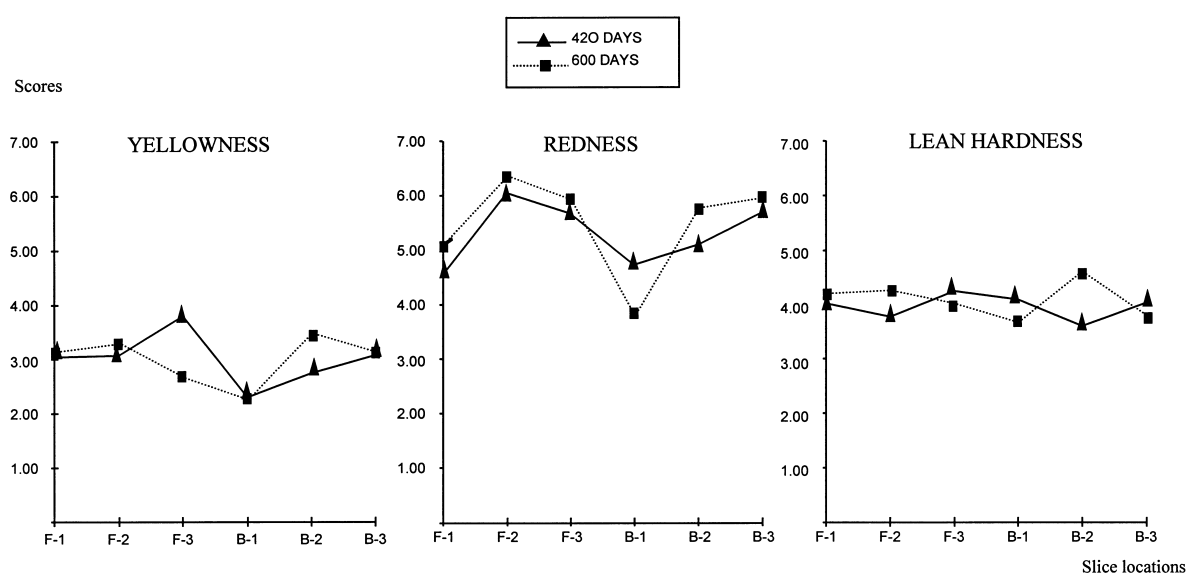 42O DAYS
600 DAYS
Scores
YELLOWNESS
7.00
6.00
5.00
4.00
3.00
2.00
1.00
F-1 F-2 F-3 B-1 B-2 B-3
REDNESS
7.00
6.00
5.00
4.00
3.00
2.00
1.00
F-1 F-2 F-3 B-1 B-2 B-3
LEAN HARDNESS
7.00
6.00
5.00
4.00
3.00
2.00
1.00
F-1 F-2 F-3 B-1 B-2 B-3
Slice locations